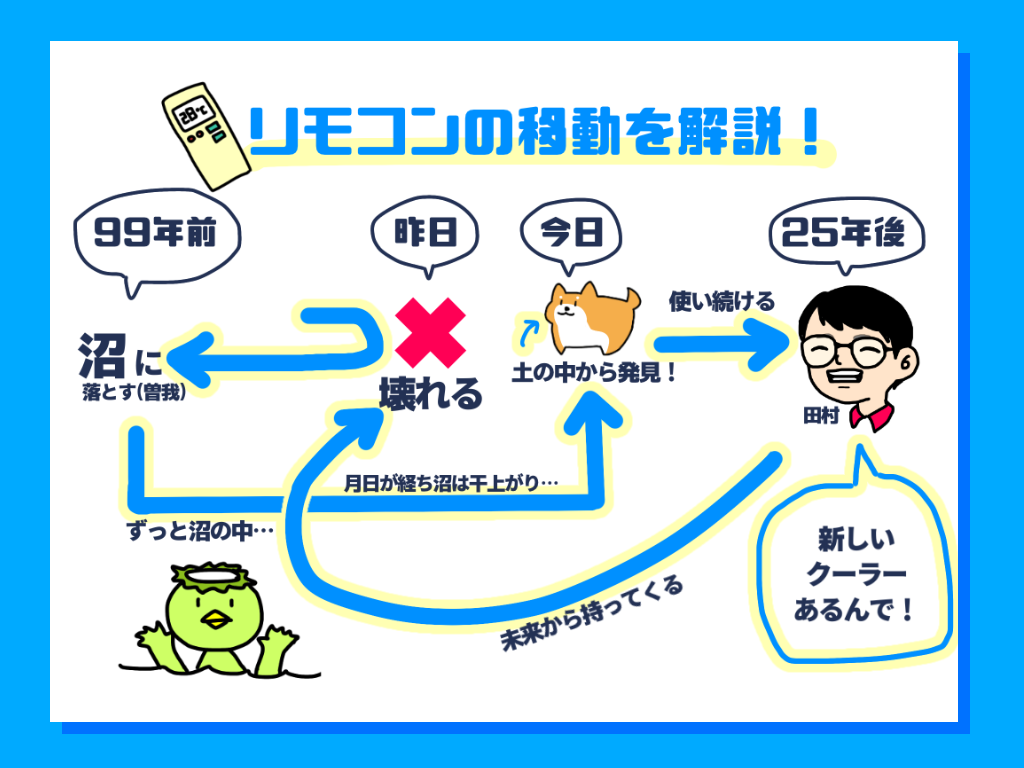 28℃
リモコンの移動を解説！
99年前
昨日
今日
25年後
使い続ける
沼に
落とす(曽我)
壊れる
土の中から発見！
田村
月日が経ち沼は干上がり…
ずっと沼の中…
未来から持ってくる
新しい
クーラー
あるんで！